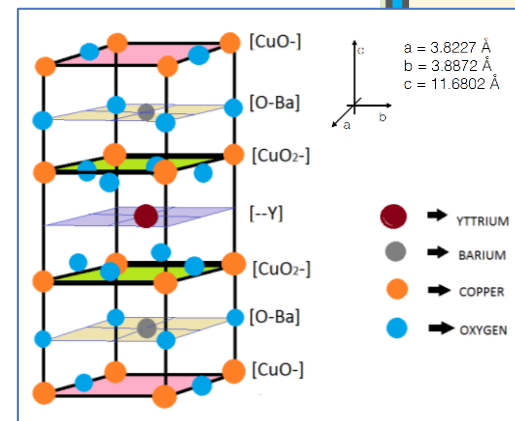 [CuO-]
[O-Ba]
[CuO₂-]
[--Y]
[CuO₂-]
[O-Ba]
[CuO-]
c
a
b
a = 3.8227 Å
b = 3.8872 Å
c = 11.6802 Å
YTTRIUM
BARIUM
COPPER
OXYGEN